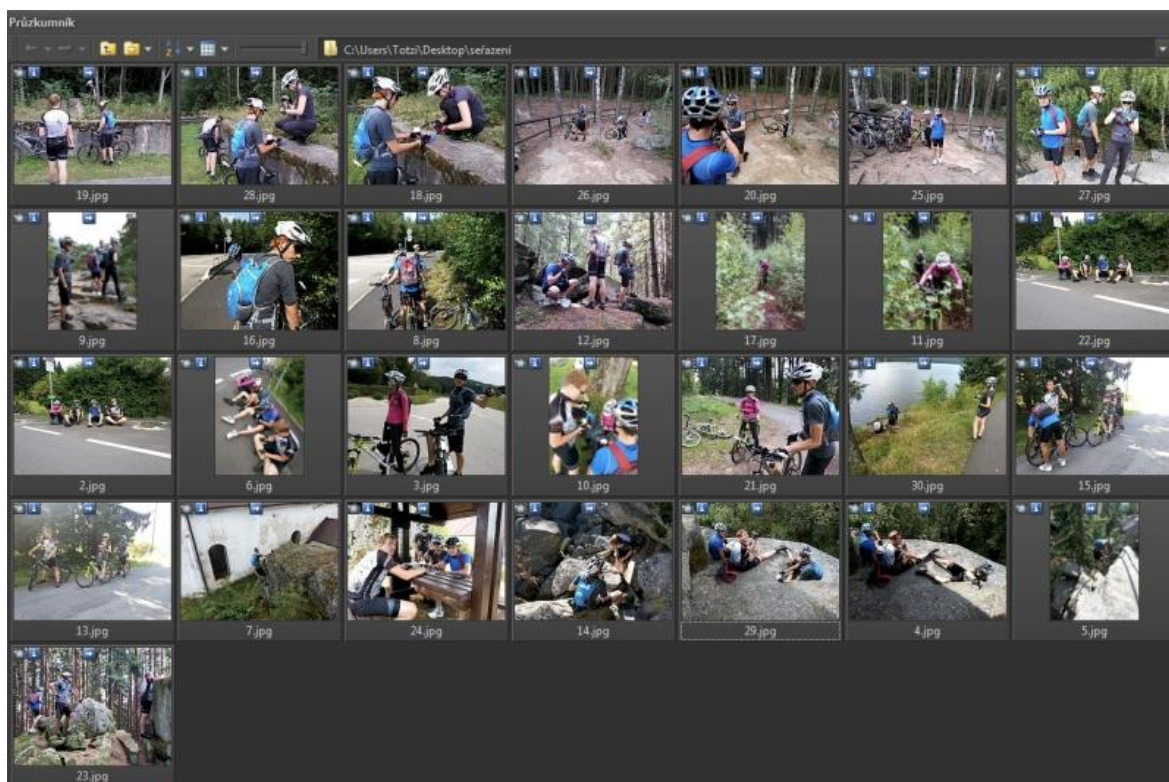 Průzkumník
C:\Users\Totzi\Desktop\seřazení
19.jpg 28.jpg 18.jpg 26.jpg 20.jpg 25.jpg 27.jpg
9.jpg 16.jpg 8.jpg 12.jpg 17.jpg 11.jpg 22.jpg
2.jpg 6.jpg 3.jpg 10.jpg 21.jpg 30.jpg 15.jpg
13.jpg 7.jpg 24.jpg 14.jpg 29.jpg 4.jpg 5.jpg
23.jpg